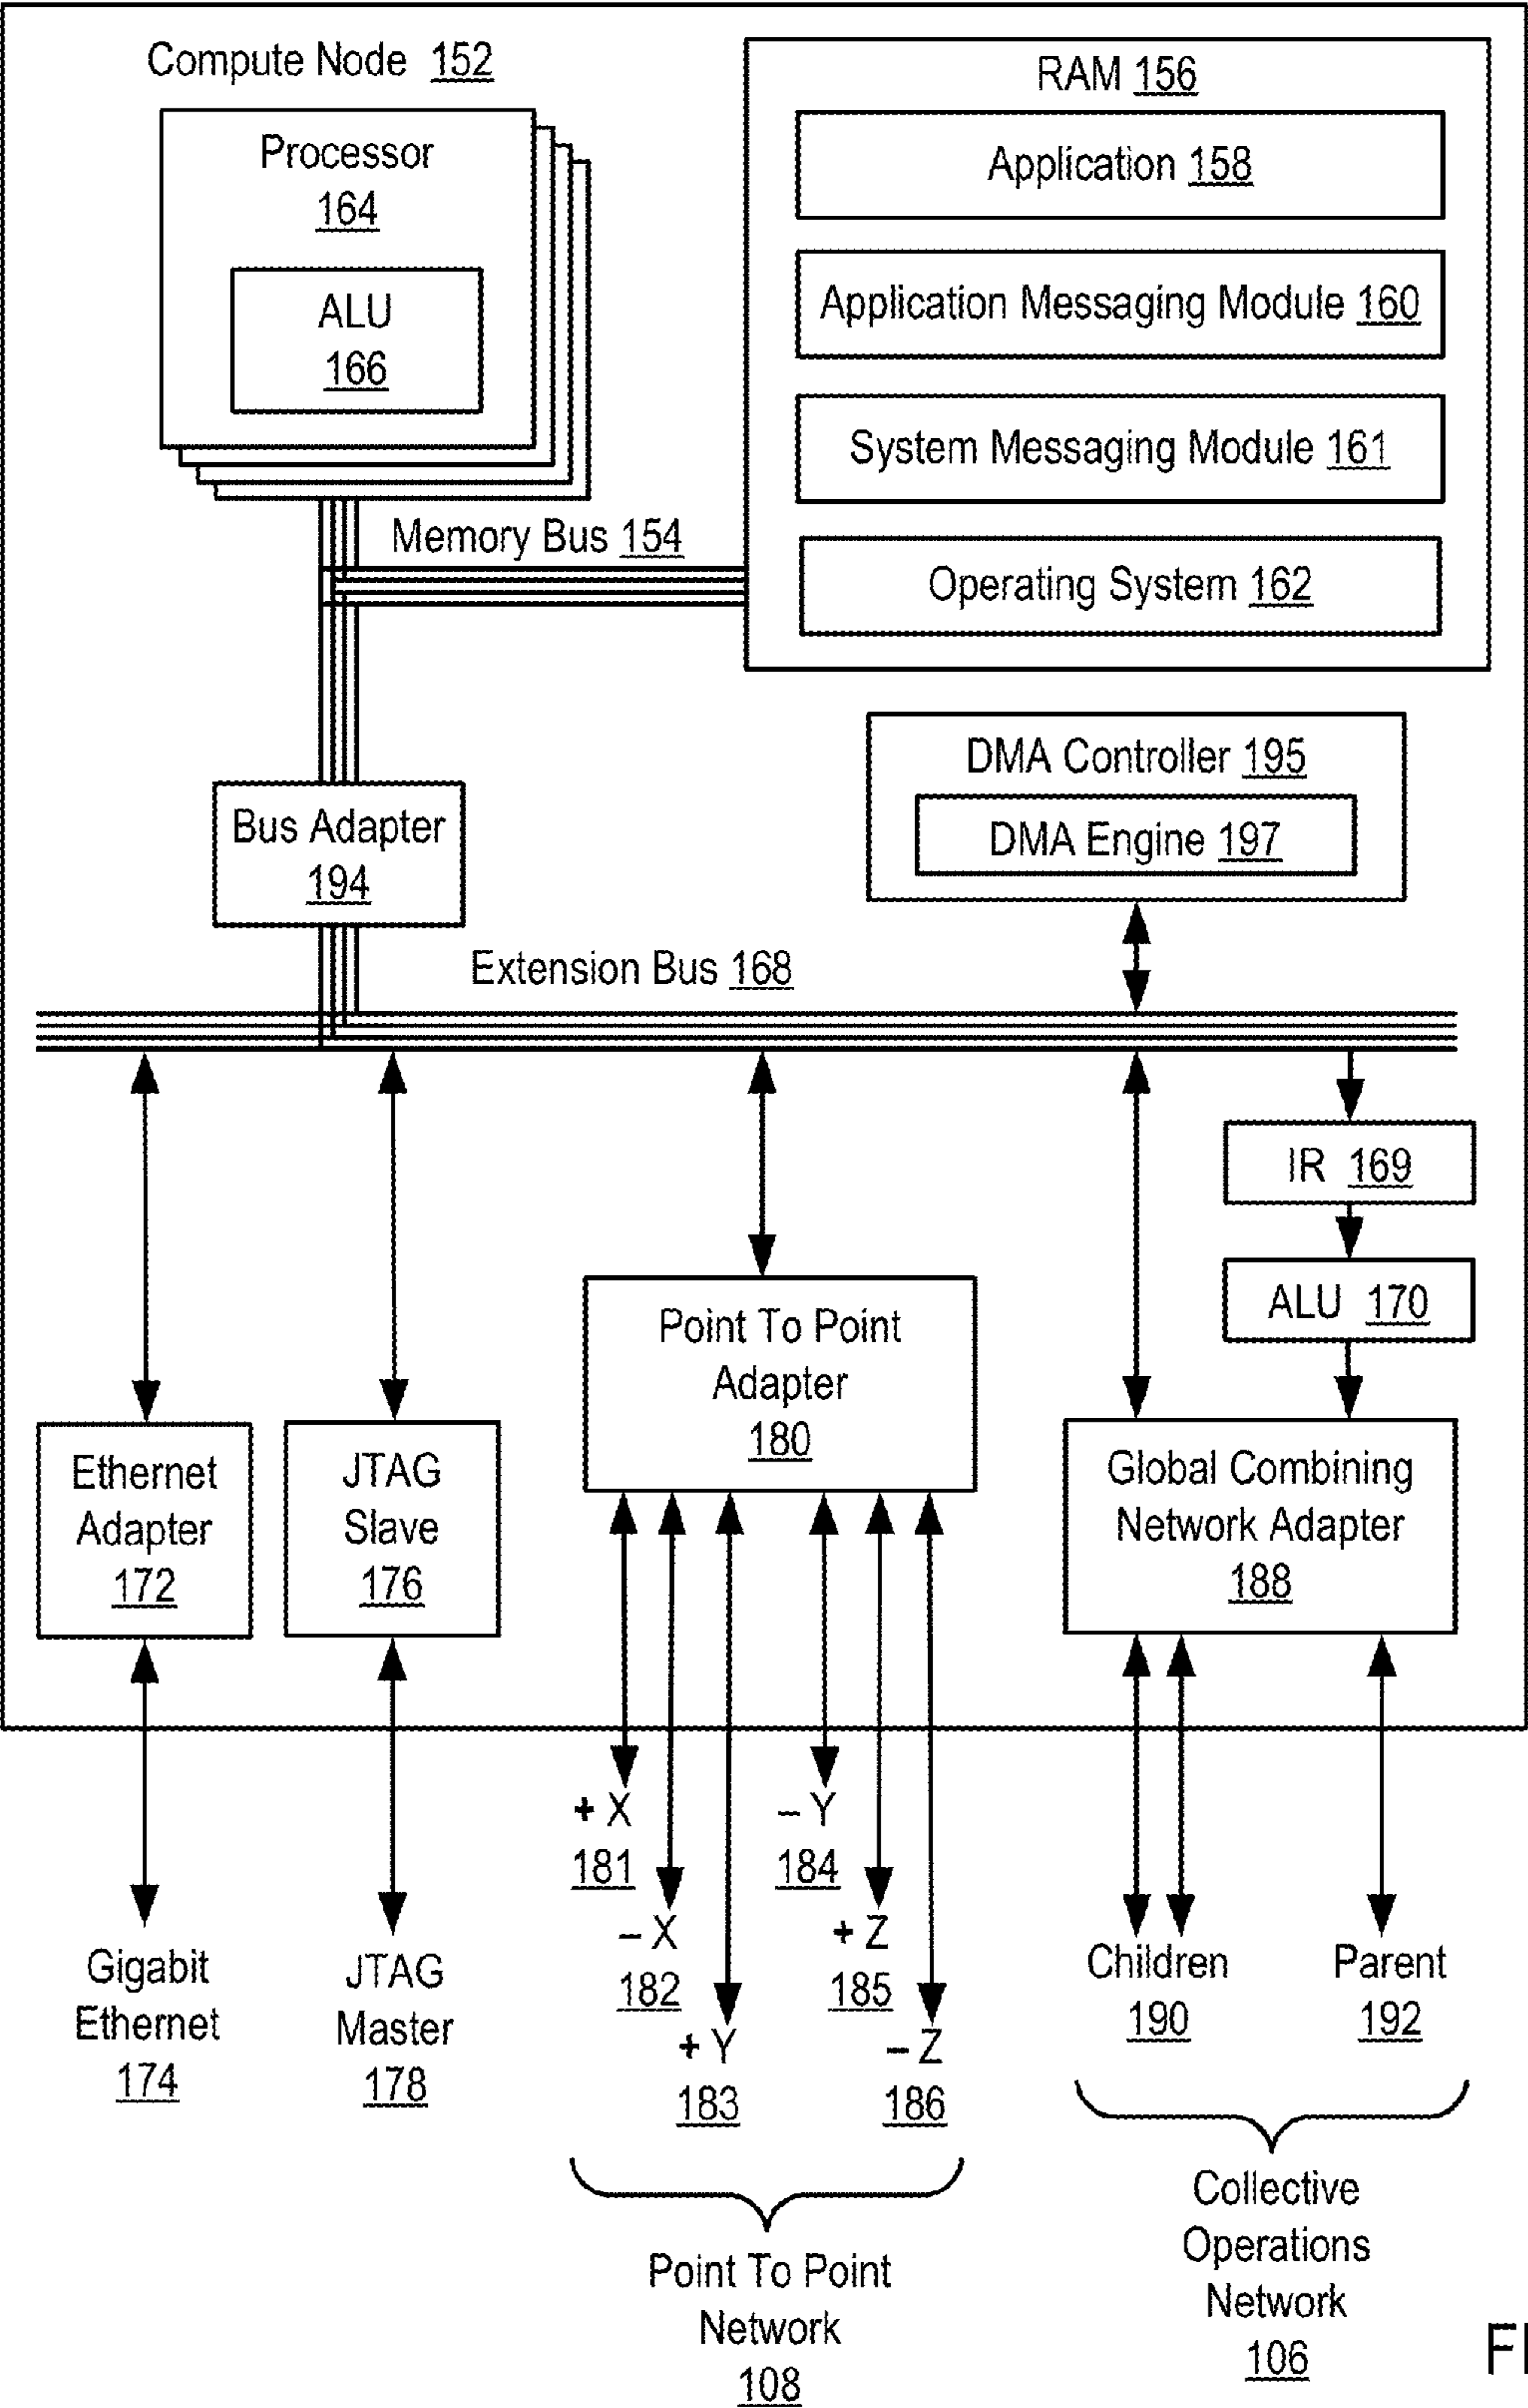 Compute Node 152
Processor
164
ALU
166
RAM 156
Application 158
Application Messaging Module 160
System Messaging Module 161
Operating System 162
Memory Bus 154
DMA Controller 195
DMA Engine 197
Bus Adapter
194
Extension Bus 168
IR 169
ALU 170
Point To Point
Adapter
180
Ethernet
Adapter
172
JTAG
Slave
176
Global Combining
Network Adapter
188
+ X
181
– X
182
+ Y
183
– Y
184
+ Z
185
– Z
186
Gigabit
Ethernet
174
JTAG
Master
178
Children
190
Parent
192
Point To Point
Network
108
Collective
Operations
Network
106